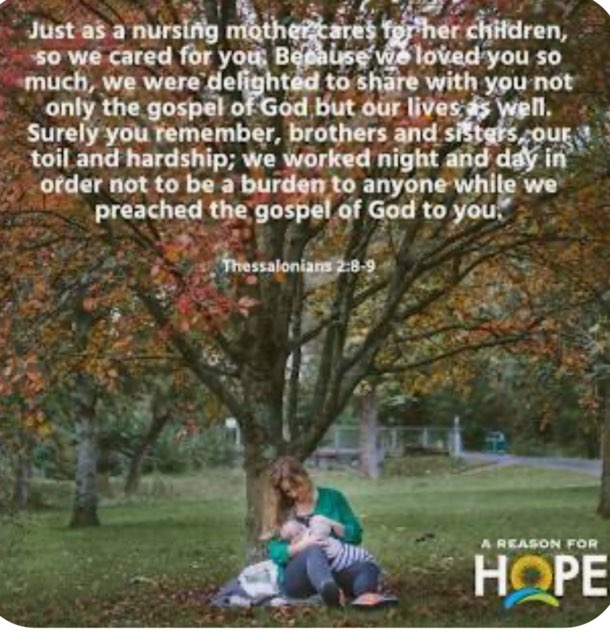 Just as a nursing mother cares for her children,
so we cared for you. Because we loved you so
much, we were delighted to share with you not
only the gospel of God but our lives as well.
Surely you remember, brothers and sisters, our
toil and hardship; we worked night and day in
order not to be a burden to anyone while we
preached the gospel of God to you.
Thessalonians 2:8-9
A REASON FOR
HOPE